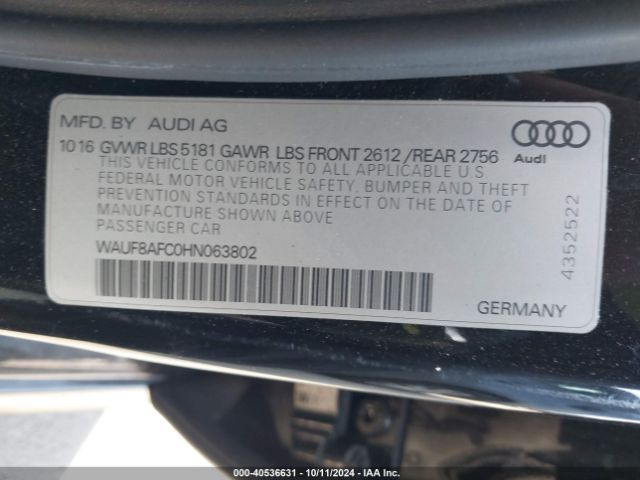 MFD. BY AUDI AG
10 16 GVWR LBS 5181 GAWR LBS FRONT 2612 / REAR 2756
THIS VEHICLE CONFORMS TO ALL APPLICABLE U.S
FEDERAL MOTOR VEHICLE SAFETY, BUMPER AND THEFT
PREVENTION STANDARDS IN EFFECT ON THE DATE OF
MANUFACTURE SHOWN ABOVE
PASSENGER CAR
WAUF8AFC0HN063802
Audi
4352522
GERMANY
000-40536631 - 10/11/2024 - IAA Inc.